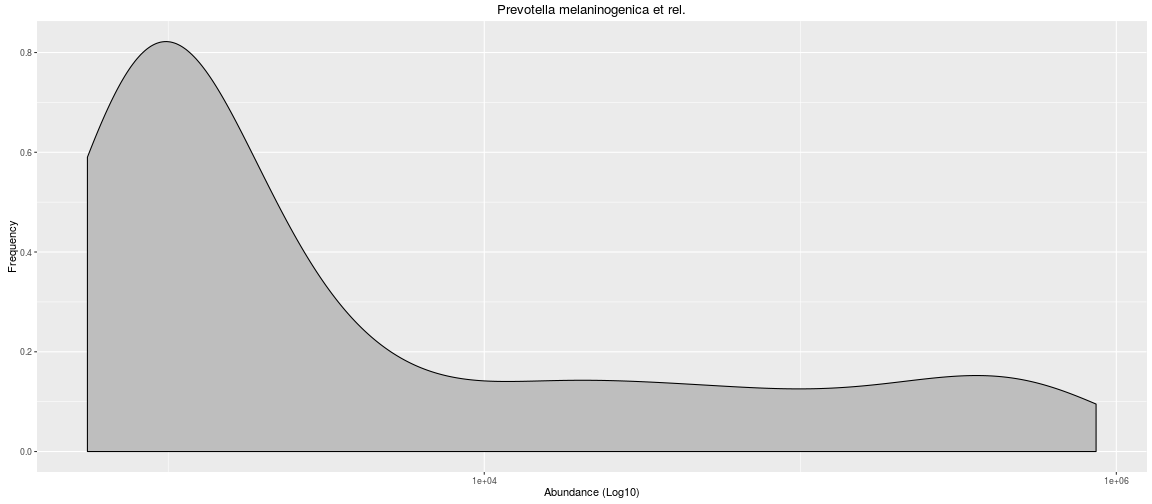 Prevotella melaninogenica et rel.
0.8
0.6
0.4
0.2
0.0
Frequency
1e+04
1e+06
Abundance (Log10)